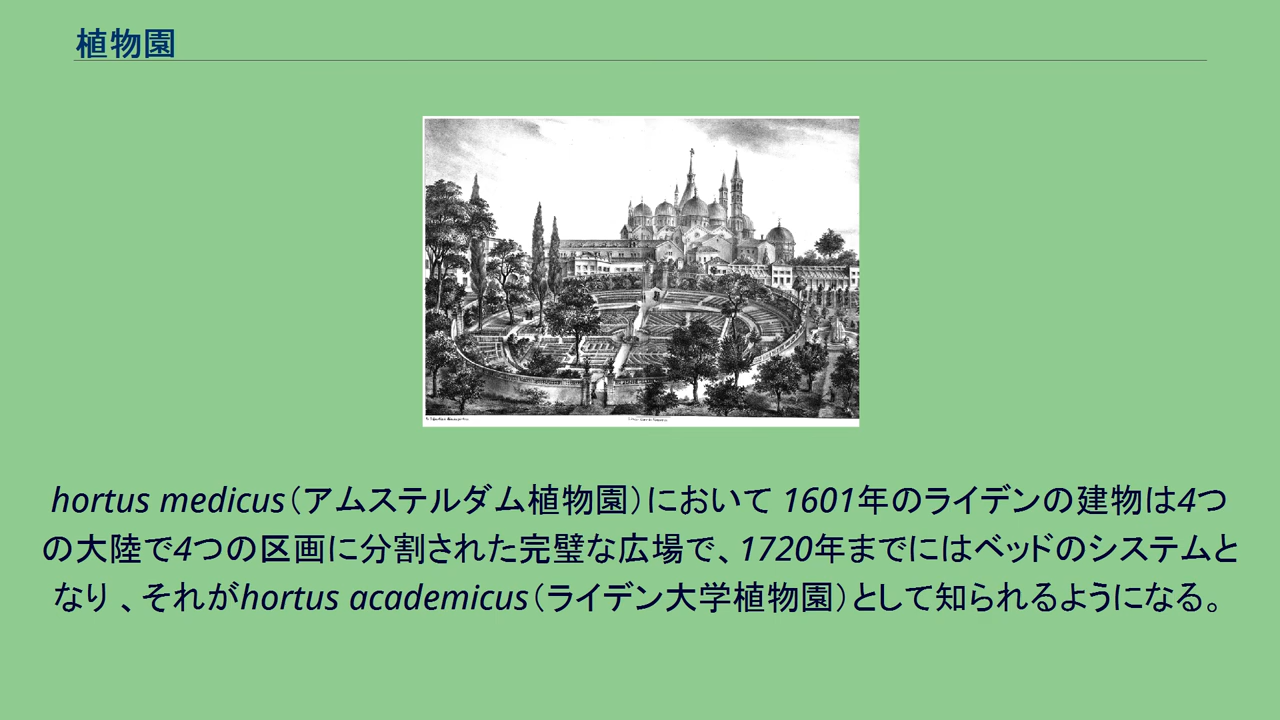 植物園
hortus medicus（アムステルダム植物園）において 1601年のライデンの建物は4つ
の大陸で4つの区画に分割された完璧な広場で、1720年までにはベッドのシステムと
なり 、それがhortus academicus（ライデン大学植物園）として知られるようになる。